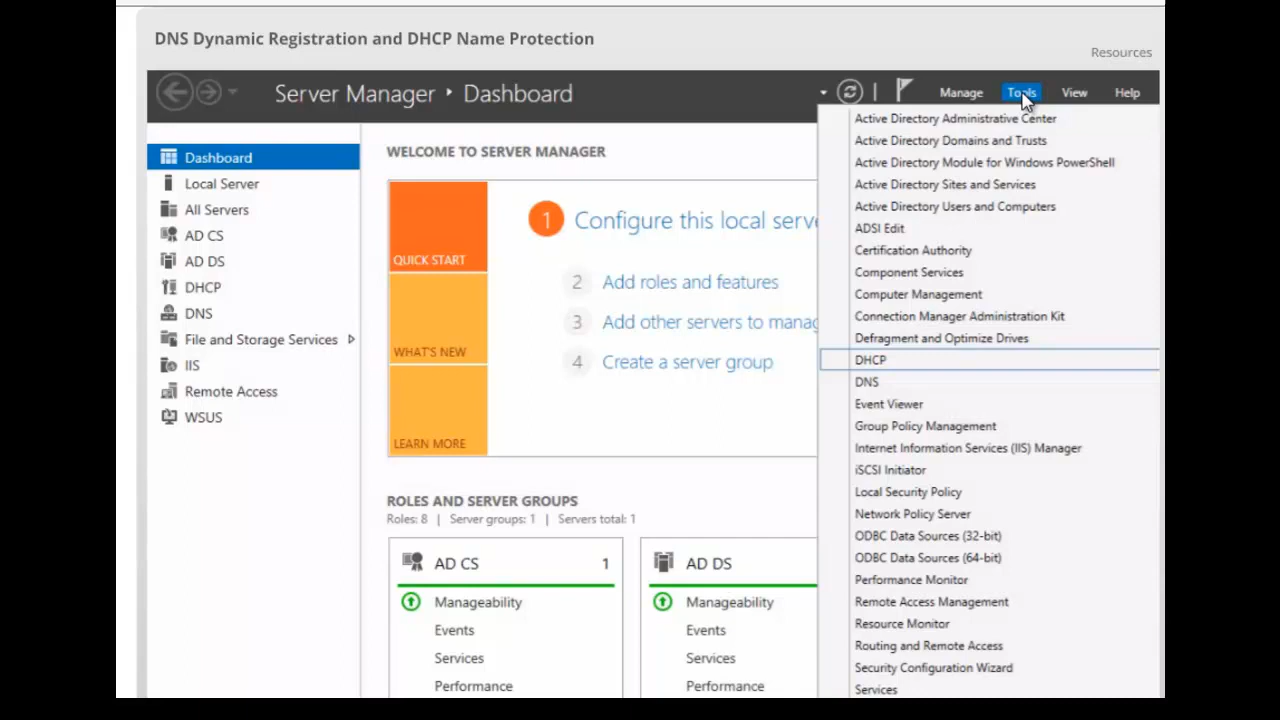 DNS Dynamic Registration and DHCP Name Protection
Resources
Server Manager ‣ Dashboard
Manage Tools View Help
Dashboard
Local Server
All Servers
AD CS
AD DS
DHCP
DNS
File and Storage Services
IIS
Remote Access
WSUS
WELCOME TO SERVER MANAGER
QUICK START
WHAT'S NEW
LEARN MORE
1 Configure this local serve
2 Add roles and features
3 Add other servers to manag
4 Create a server group
ROLES AND SERVER GROUPS
Roles: 8 | Server groups: 1 | Servers total: 1
AD CS 1
Manageability
Events
Services
Performance
AD DS
Manageability
Events
Services
Performance
Active Directory Administrative Center
Active Directory Domains and Trusts
Active Directory Module for Windows PowerShell
Active Directory Sites and Services
Active Directory Users and Computers
ADSI Edit
Certification Authority
Component Services
Computer Management
Connection Manager Administration Kit
Defragment and Optimize Drives
DHCP
DNS
Event Viewer
Group Policy Management
Internet Information Services (IIS) Manager
iSCSI Initiator
Local Security Policy
Network Policy Server
ODBC Data Sources (32-bit)
ODBC Data Sources (64-bit)
Performance Monitor
Remote Access Management
Resource Monitor
Routing and Remote Access
Security Configuration Wizard
Services